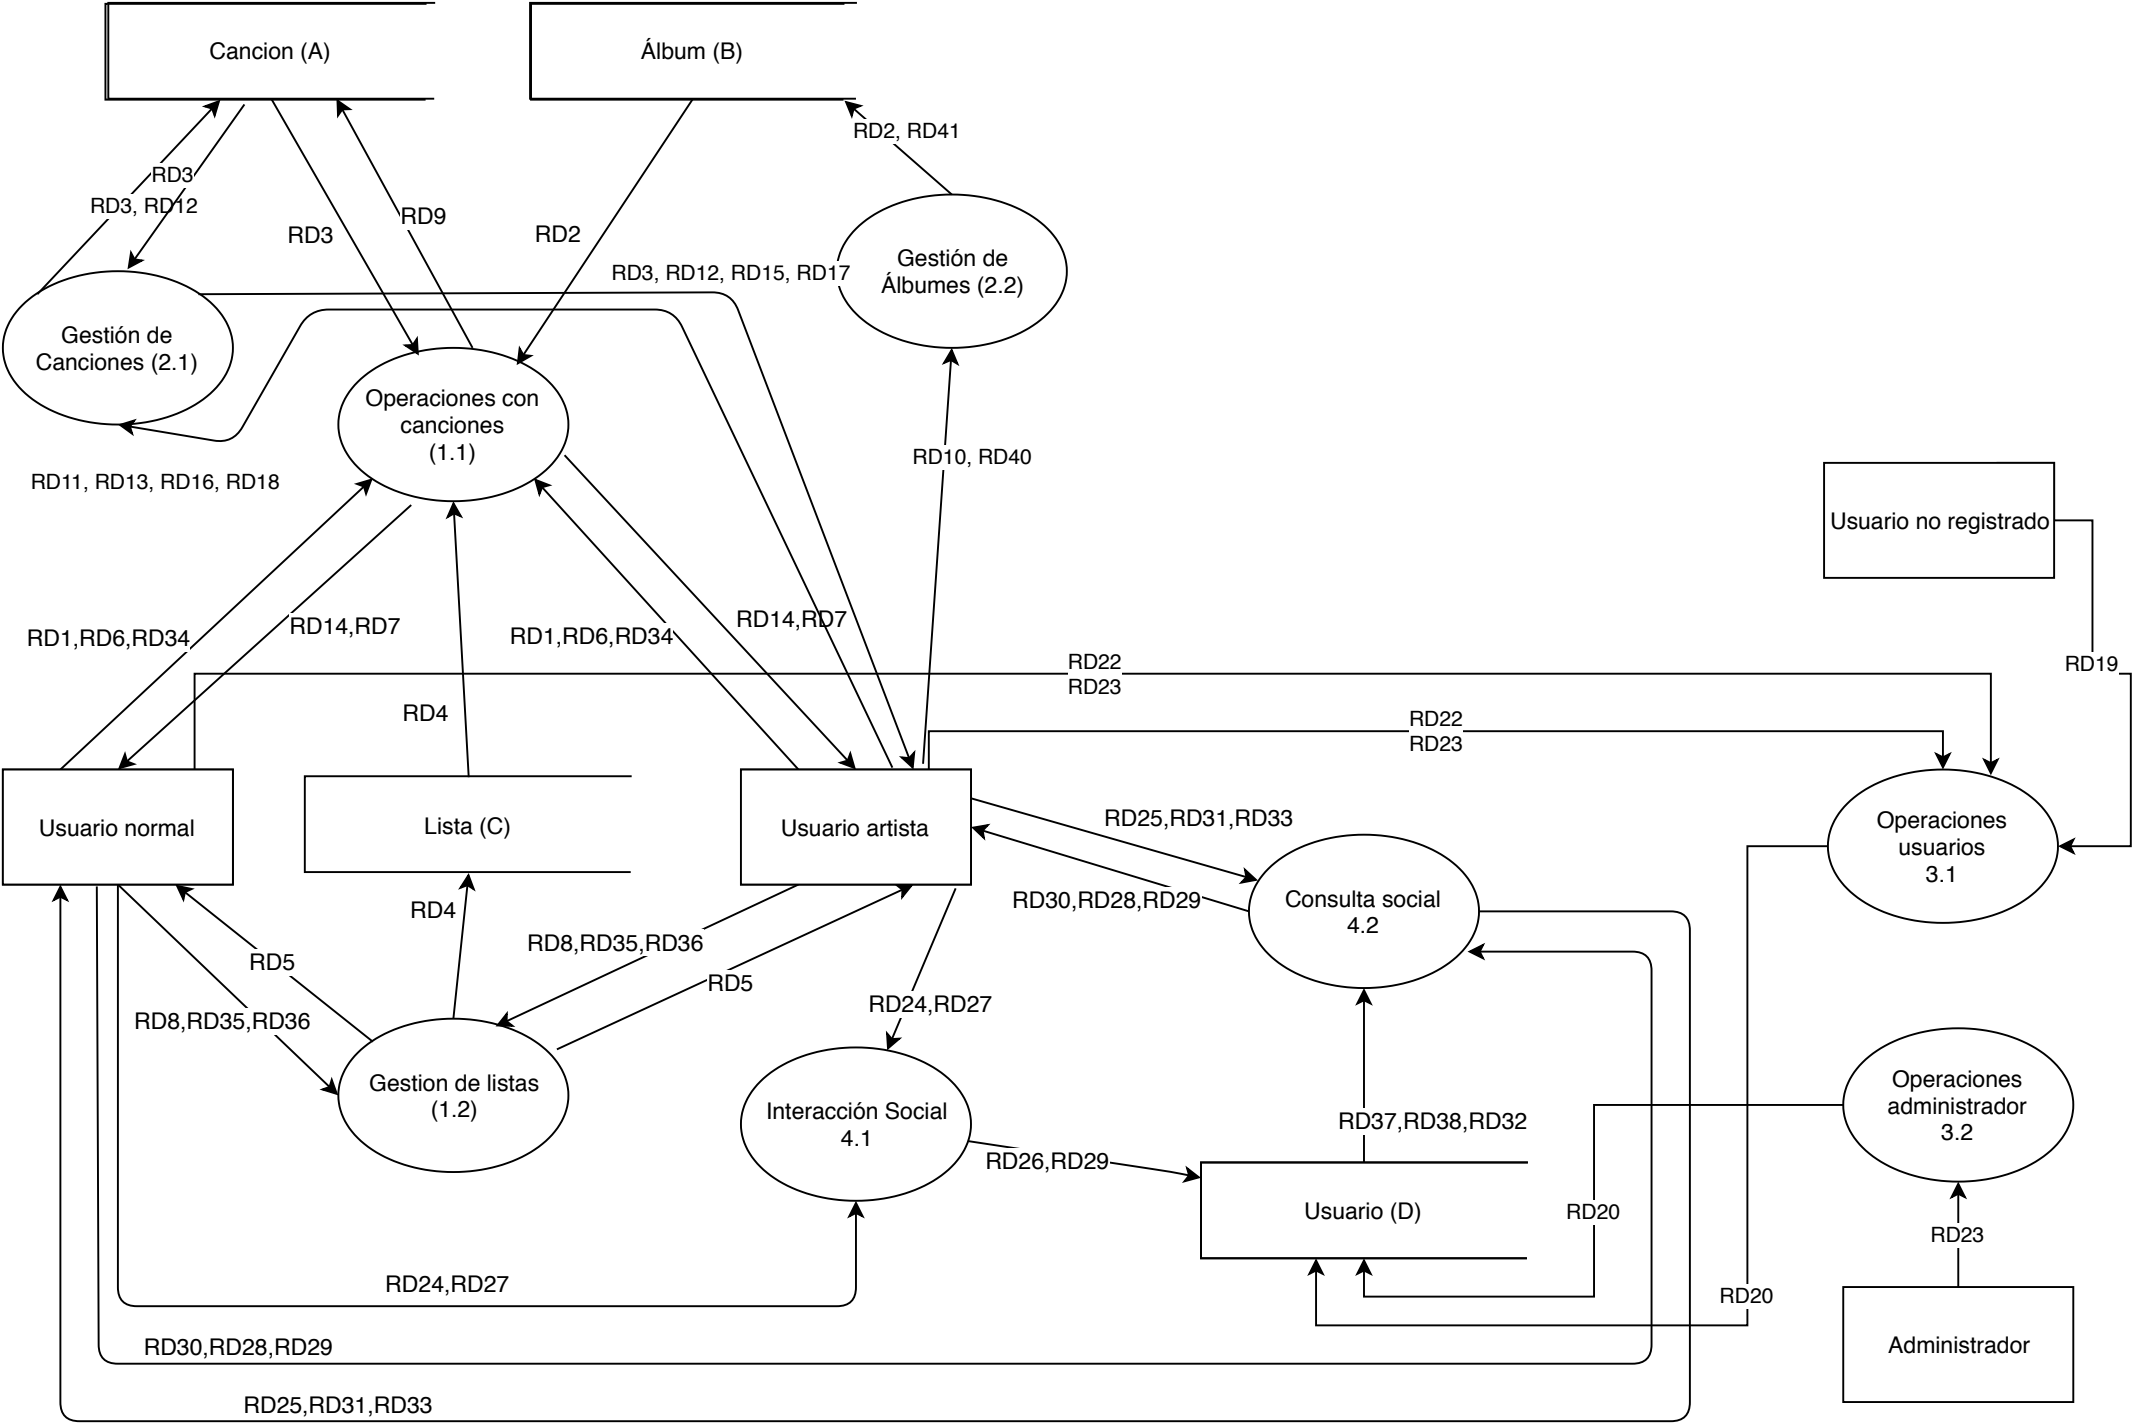 Cancion (A)
Álbum (B)
RD2, RD41
RD3
RD3, RD12
RD9
RD3
RD2
RD3, RD12, RD15, RD17
Gestión de
Álbumes (2.2)
Gestión de
Canciones (2.1)
Operaciones con
canciones
(1.1)
RD10, RD40
RD11, RD13, RD16, RD18
Usuario no registrado
RD14,RD7
RD14,RD7
RD1,RD6,RD34
RD1,RD6,RD34
RD22
RD23
RD19
RD4
RD22
RD23
Usuario normal
Lista (C)
Usuario artista
RD25,RD31,RD33
Operaciones
usuarios
3.1
RD30,RD28,RD29
Consulta social
4.2
RD4
RD8,RD35,RD36
RD5
RD5
RD24,RD27
RD8,RD35,RD36
Gestion de listas
(1.2)
Interacción Social
4.1
Operaciones
administrador
3.2
RD37,RD38,RD32
RD26,RD29
Usuario (D)
RD20
RD23
RD24,RD27
RD20
RD30,RD28,RD29
Administrador
RD25,RD31,RD33